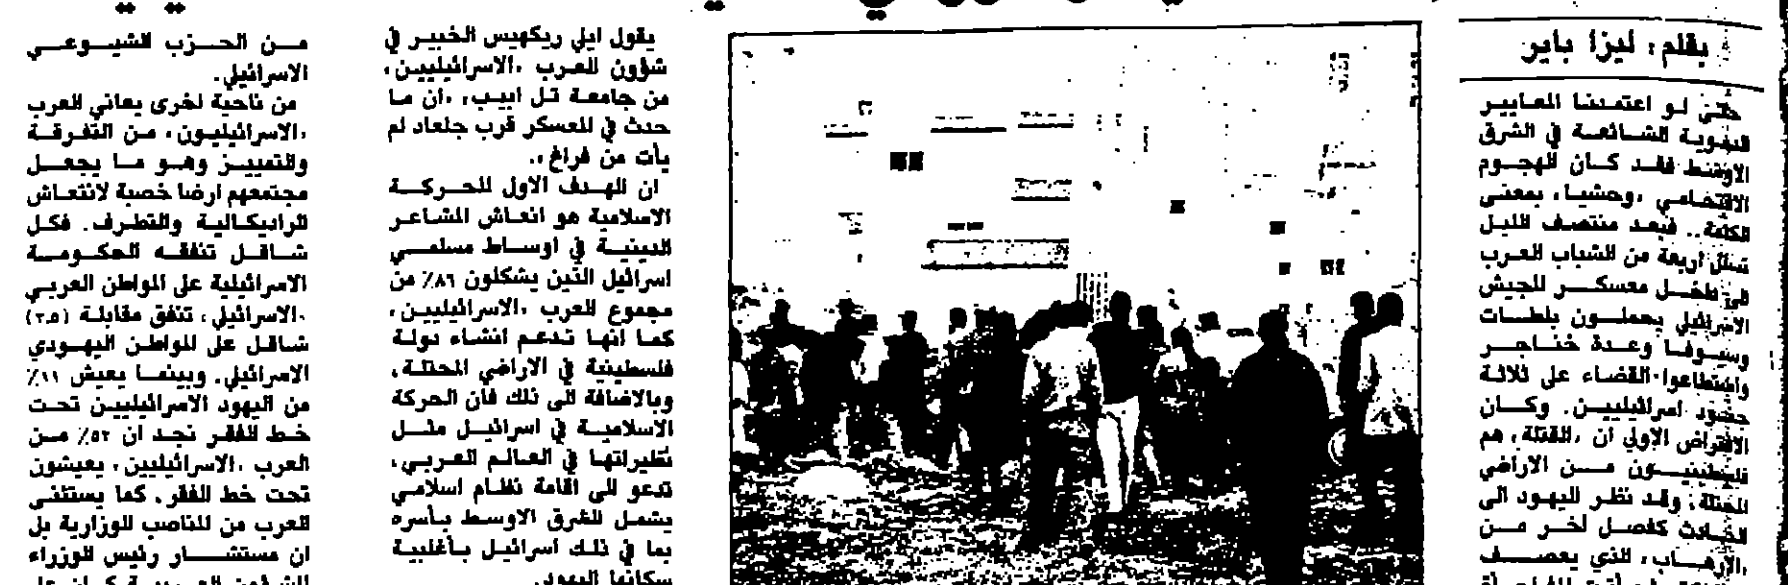 بقلم: ليزا باير
حتى لو اعتمدنا المعايير
الدموية الشائعة في الشرق
الاوسط فقد كان الهجوم
الاقتضامي «وحشيا» بمعنى
الكلمة.. فبعد منتصف الليل
تسلل اربعة من الشباب العرب
الى داخل معسكر للجيش
الاسرائيلي يحملون بلطات
وسيوفا وعدة خناجر
واستطاعوا القضاء على ثلاثة
جنود اسرائيليين. وكان
الافتراض الاولي ان «القتلة» هم
فلسطينيون من الاراضي
المحتلة، وقد نظر اليهود الى
الحادث كفصل آخر من
«الارهاب» الذي يعصف
يقول ايلي ريكهيس الخبير في
شؤون العرب «الاسرائيليين»
من جامعة تل ابيب، «ان ما
حدث في المعسكر قرب جلعاد لم
يأت من فراغ».
ان الهدف الاول للحركة
الاسلامية هو انعاش المشاعر
الدينية في اوساط مسلمي
اسرائيل الذين يشكلون ٨٦٪ من
مجموع العرب «الاسرائيليين»
كما انها تدعم انشاء دولة
فلسطينية في الاراضي المحتلة،
وبالاضافة الى ذلك فان الحركة
الاسلامية في اسرائيل مثل
نظيراتها في العالم العربي،
تدعو الى اقامة نظام اسلامي
يشمل الشرق الاوسط بأسره
بما في ذلك اسرائيل بأغلبية
سكانها اليهود.
من الحزب الشيوعي
الاسرائيلي.
من ناحية اخرى يعاني العرب
«الاسرائيليون» من التفرقة
والتمييز وهو ما يجعل
مجتمعهم ارضا خصبة لانتعاش
الراديكالية والتطرف. فكل
شاقل تنفقه الحكومة
الاسرائيلية على المواطن العربي
«الاسرائيلي» تنفق مقابلة (٣ر٥)
شاقل على المواطن اليهودي
الاسرائيلي. وبينما يعيش ١١٪
من اليهود الاسرائيليين تحت
خط الفقر نجد ان ٥٢٪ من
العرب «الاسرائيليين» يعيشون
تحت خط الفقر. كما يستثنى
العرب من المناصب الوزارية بل
ان مستشار رئيس الوزراء